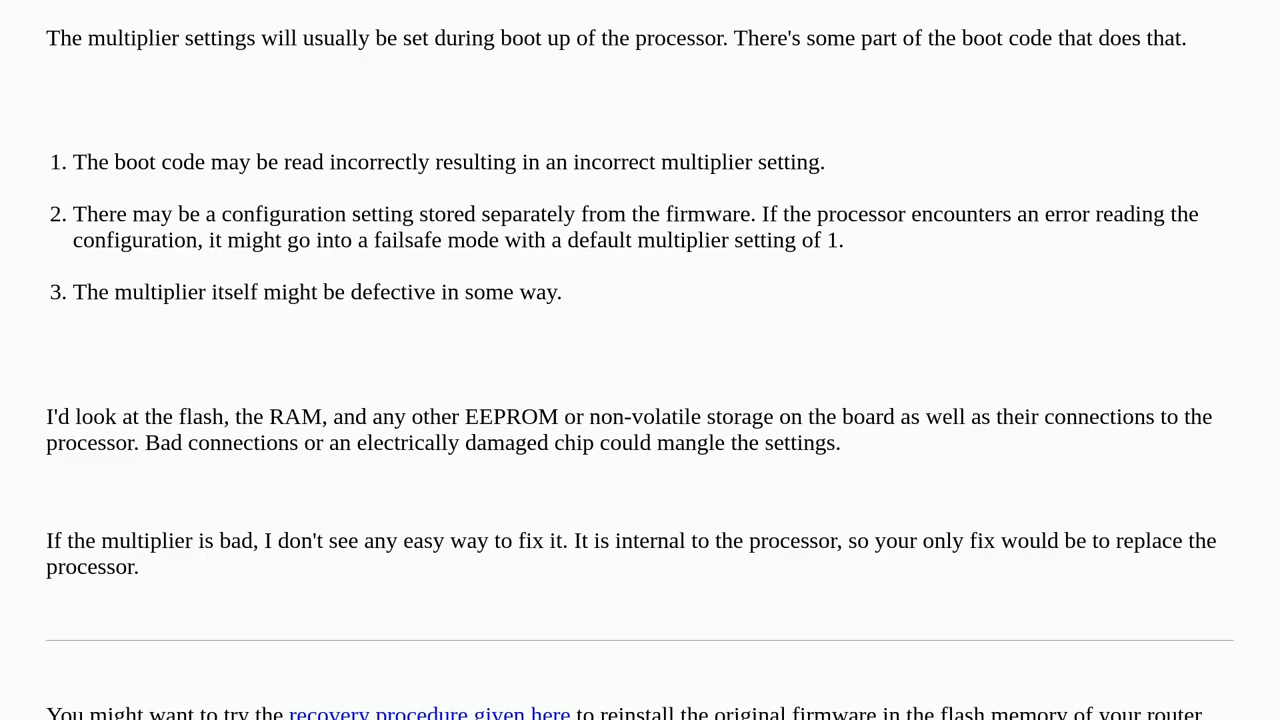 The multiplier settings will usually be set during boot up of the processor. There's some part of the boot code that does that.
1. The boot code may be read incorrectly resulting in an incorrect multiplier setting.
2. There may be a configuration setting stored separately from the firmware. If the processor encounters an error reading the
configuration, it might go into a failsafe mode with a default multiplier setting of 1.
3. The multiplier itself might be defective in some way.
I'd look at the flash, the RAM, and any other EEPROM or non-volatile storage on the board as well as their connections to the
processor. Bad connections or an electrically damaged chip could mangle the settings.
If the multiplier is bad, I don't see any easy way to fix it. It is internal to the processor, so your only fix would be to replace the
processor.
You might want to try the recovery procedure given here to reinstall the original firmware in the flash memory of your router